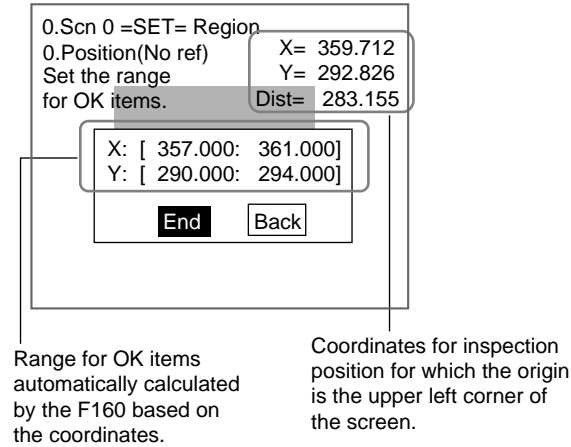 0.Scn 0 =SET= Region
0.Position(No ref)
Set the range
for OK items.
X= 359.712
Y= 292.826
Dist= 283.155
X: [ 357.000: 361.000]
Y: [ 290.000: 294.000]
End Back
Range for OK items
automatically calculated
by the F160 based on
the coordinates.
Coordinates for inspection
position for which the origin
is the upper left corner of
the screen.